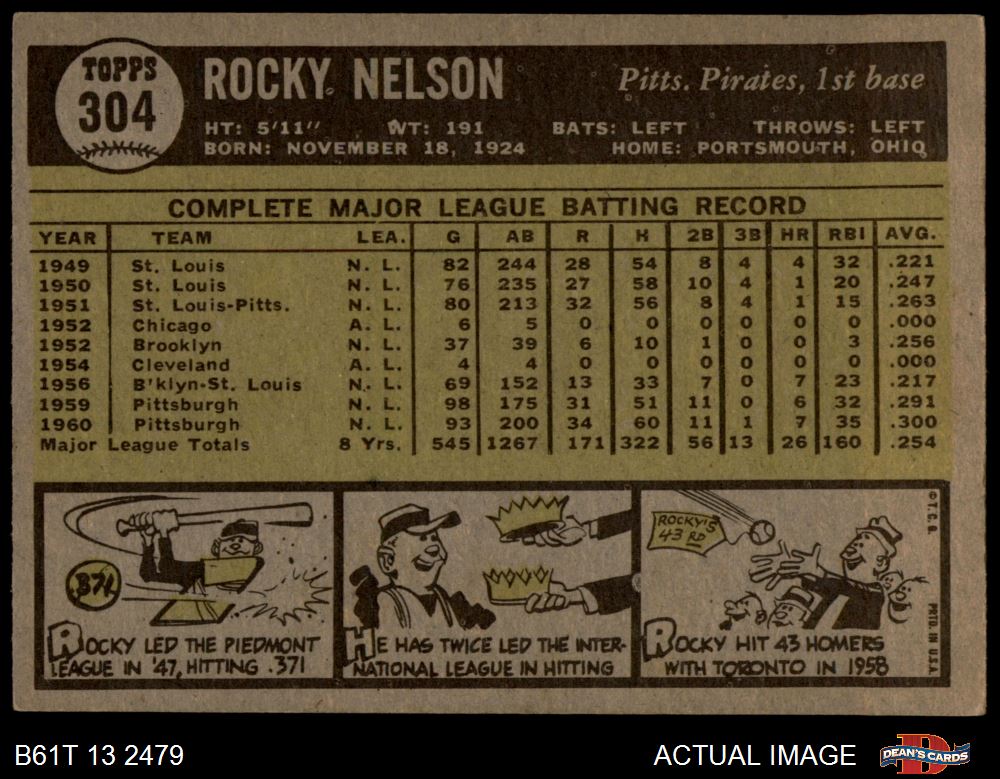 TOPPS
304
ROCKY NELSON
Pitts. Pirates, 1st base
HT: 5'11" WT: 191 BATS: LEFT THROWS: LEFT
BORN: NOVEMBER 18, 1924 HOME: PORTSMOUTH, OHIO
COMPLETE MAJOR LEAGUE BATTING RECORD
YEAR TEAM LEA. G AB R H 2B 3B HR RBI AVG.
1949 St. Louis N. L. 82 244 28 54 8 4 4 32 .221
1950 St. Louis N. L. 76 235 27 58 10 4 1 20 .247
1951 St. Louis-Pitts. N. L. 80 213 32 56 8 4 1 15 .263
1952 Chicago A. L. 6 5 0 0 0 0 0 0 .000
1952 Brooklyn N. L. 37 39 6 10 1 0 0 3 .256
1954 Cleveland A. L. 4 4 0 0 0 0 0 0 .000
1956 B'klyn-St. Louis N. L. 69 152 13 33 7 0 7 23 .217
1959 Pittsburgh N. L. 98 175 31 51 11 0 6 32 .291
1960 Pittsburgh N. L. 93 200 34 60 11 1 7 35 .300
Major League Totals 8 Yrs. 545 1267 171 322 56 13 26 160 .254
.371
ROCKY LED THE PIEDMONT
LEAGUE IN '47, HITTING .371
HE HAS TWICE LED THE INTER-
NATIONAL LEAGUE IN HITTING
ROCKY'S
43 RD
ROCKY HIT 43 HOMERS
WITH TORONTO IN 1958
© T.C.G.
PRTD. IN U.S.A.
B61T 13 2479
ACTUAL IMAGE
D
DEAN'S CARDS